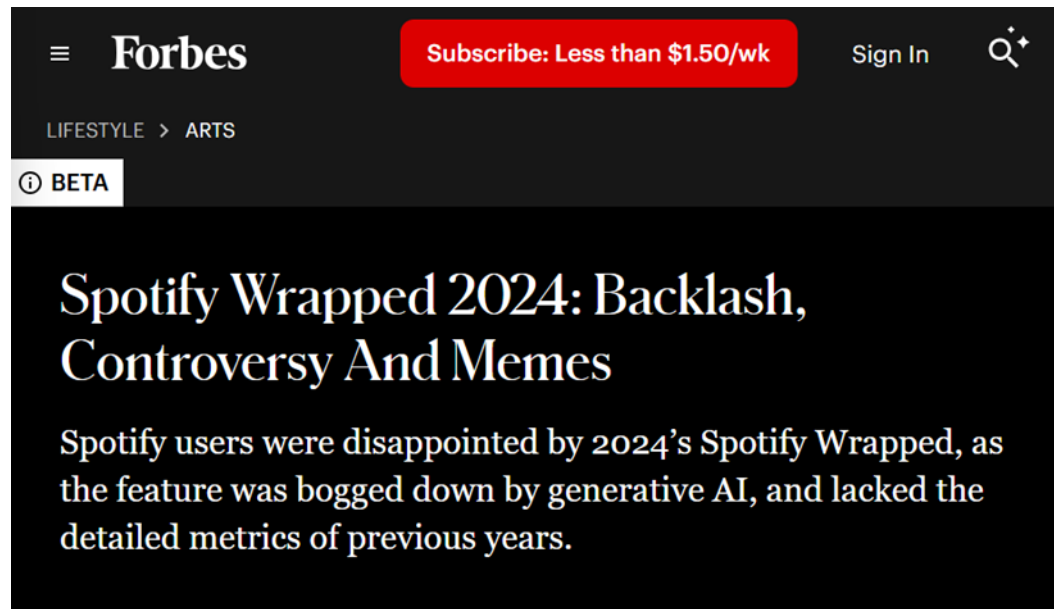 Forbes
Subscribe: Less than $1.50/wk
Sign In
LIFESTYLE > ARTS
BETA
Spotify Wrapped 2024: Backlash,
Controversy And Memes
Spotify users were disappointed by 2024’s Spotify Wrapped, as
the feature was bogged down by generative AI, and lacked the
detailed metrics of previous years.